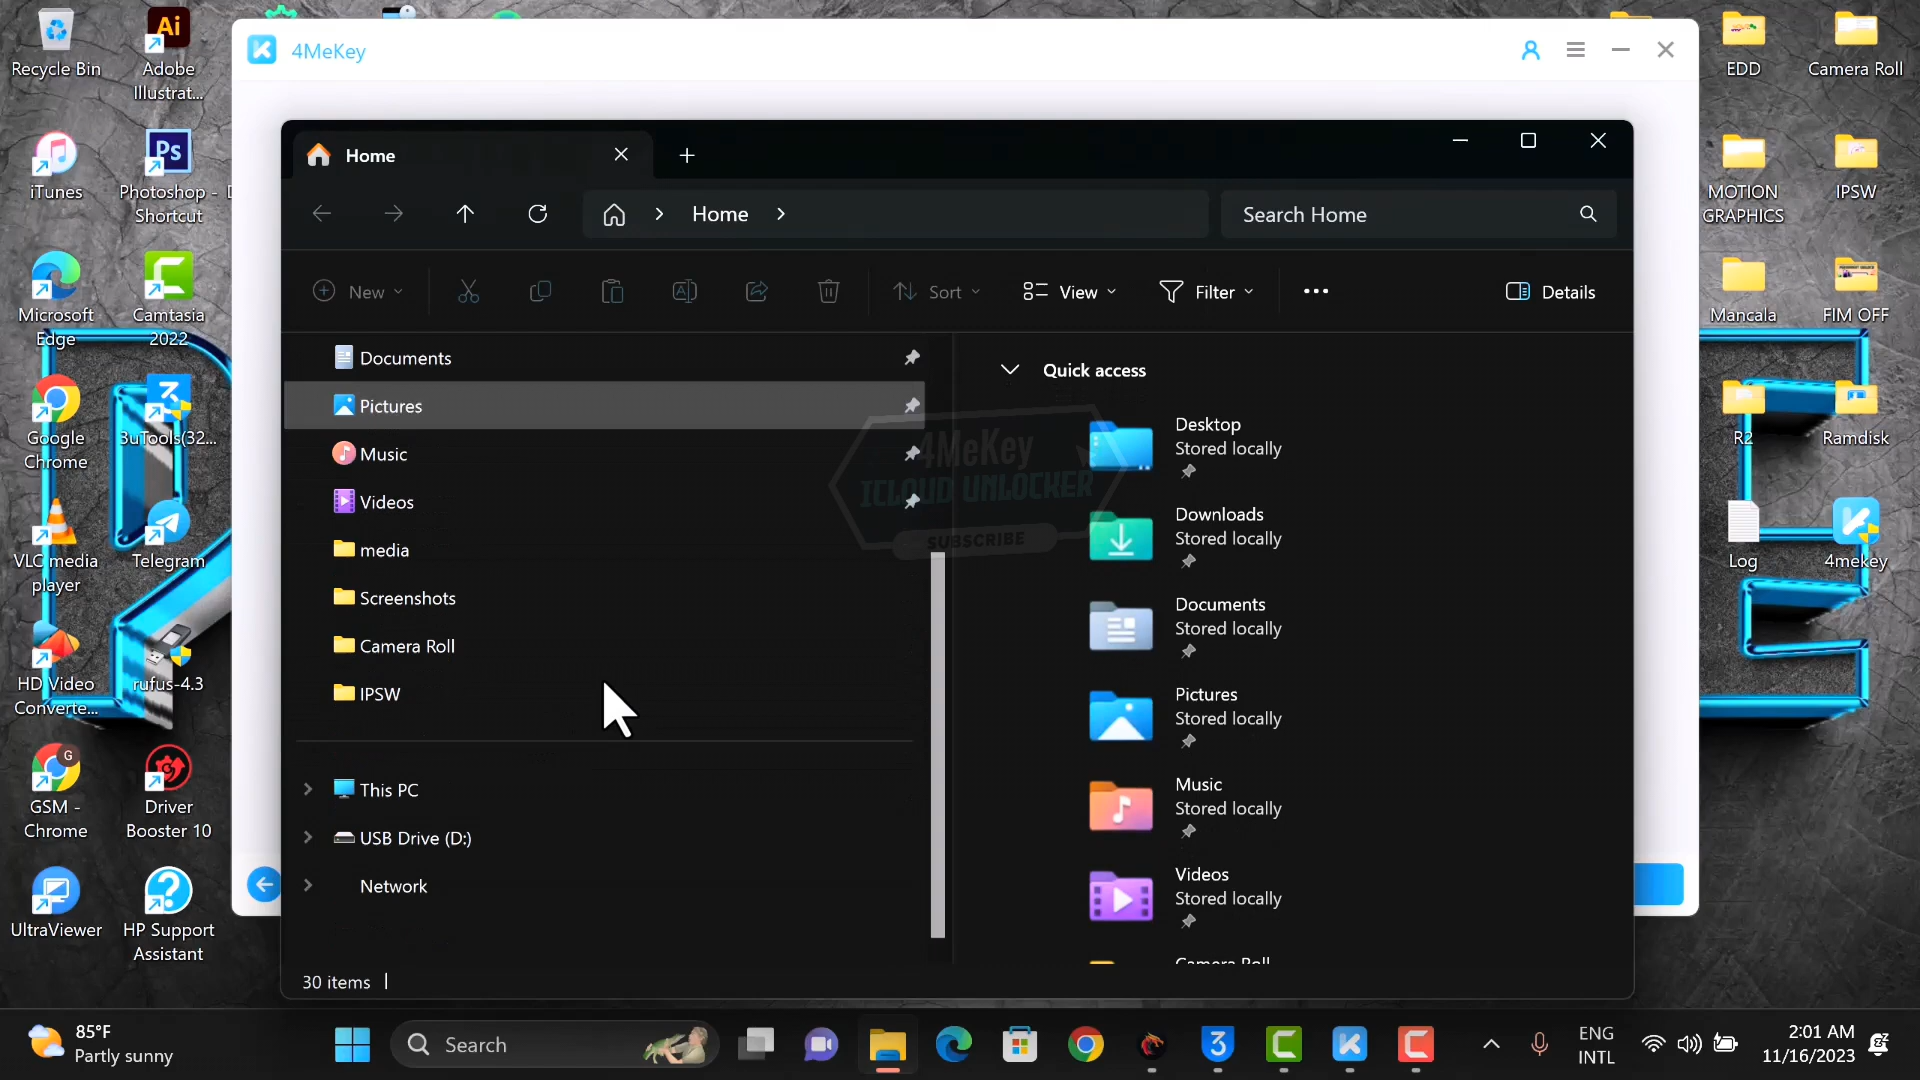 Recycle Bin
Adobe
Illustrat...
iTunes
Photoshop -
Shortcut
D
Microsoft
Edge
Camtasia
2022
Google
Chrome
3uTools(32...
VLC media
player
Telegram
HD Video
Converte...
rufus-4.3
GSM -
Chrome
Driver
Booster 10
UltraViewer
HP Support
Assistant
4MeKey
Home
Home
Search Home
New
Sort
View
Filter
Details
Documents
Pictures
Music
Videos
media
Screenshots
Camera Roll
IPSW
This PC
USB Drive (D:)
Network
30 items
Quick access
Desktop
Stored locally
Downloads
Stored locally
Documents
Stored locally
Pictures
Stored locally
Music
Stored locally
Videos
Stored locally
Camera Roll
4MeKey
ICLOUD UNLOCKER
SUBSCRIBE
EDD
Camera Roll
MOTION
GRAPHICS
IPSW
Mancala
FIM OFF
R2
Ramdisk
Log
4mekey
85°F
Partly sunny
Search
ENG
INTL
2:01 AM
11/16/2023